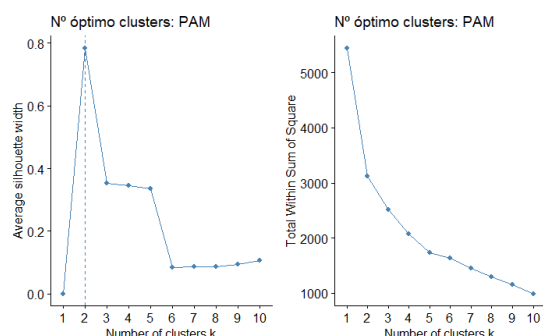 Nº óptimo clusters: PAM
Average silhouette width
0.8
0.6
0.4
0.2
0.0
1 2 3 4 5 6 7 8 9 10
Number of clusters k
Nº óptimo clusters: PAM
Total Within Sum of Square
5000
4000
3000
2000
1000
1 2 3 4 5 6 7 8 9 10
Number of clusters k